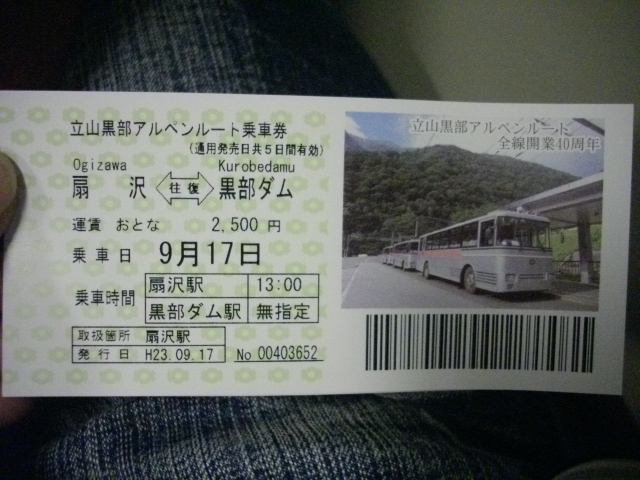 立山黒部アルペンルート乗車券
(通用発売日共5日間有効)
Ogizawa Kurobedamu
扇 沢 往復 黒部ダム
運賃 おとな 2,500 円
乗車日 9月17日
乗車時間 扇沢駅 13:00
黒部ダム駅 無指定
取扱箇所 扇沢駅
発行日 H23.09.17 No 00403652
立山黒部アルペンルート
全線開業40周年